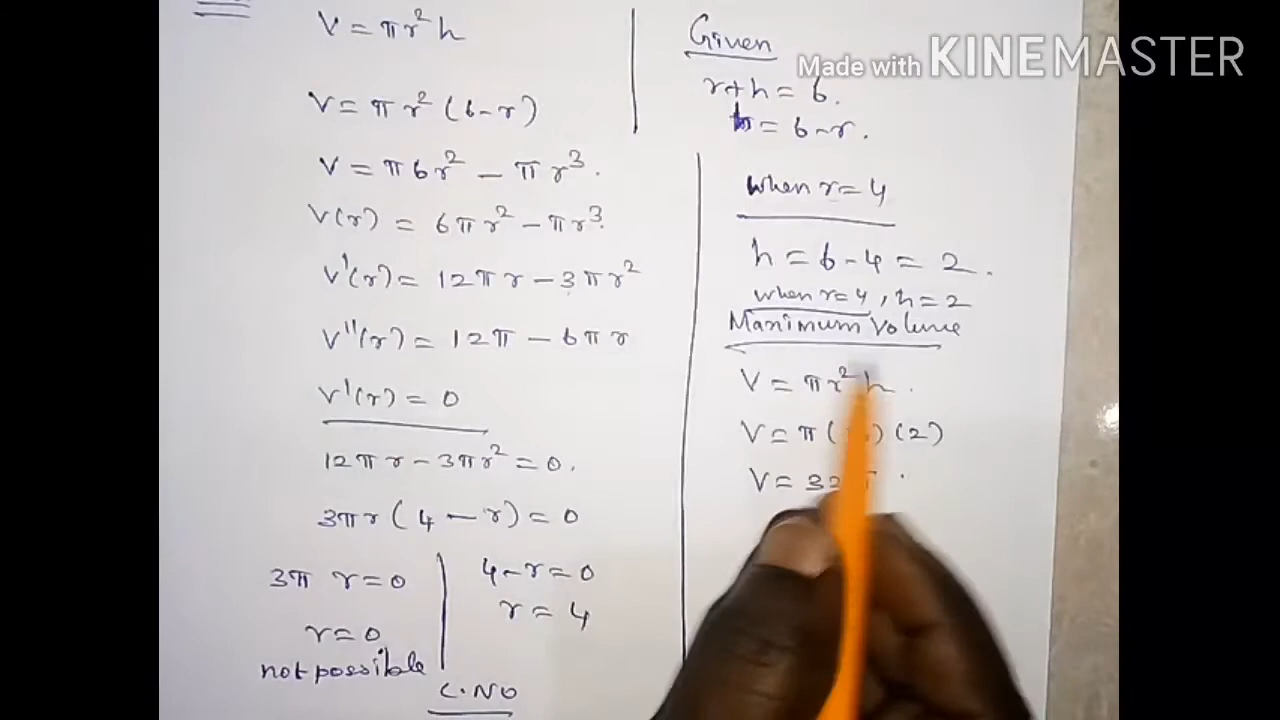 V = πr²h
V = πr²(6-r)
V = π6r² - πr³.
V(r) = 6πr² - πr³.
V'(r) = 12πr - 3πr²
V''(r) = 12π - 6πr
V'(r) = 0
12πr - 3πr² = 0.
3πr(4-r) = 0
3π r=0
r=0
not possible
4-r=0
r=4
C.NO
Given
r+h=6.
h=6-r.
when r=4
h=6-4=2.
when r=4, h=2
Maximum Volume
V = πr²h.
V = π( )(2)
V =
Made with KINEMASTER